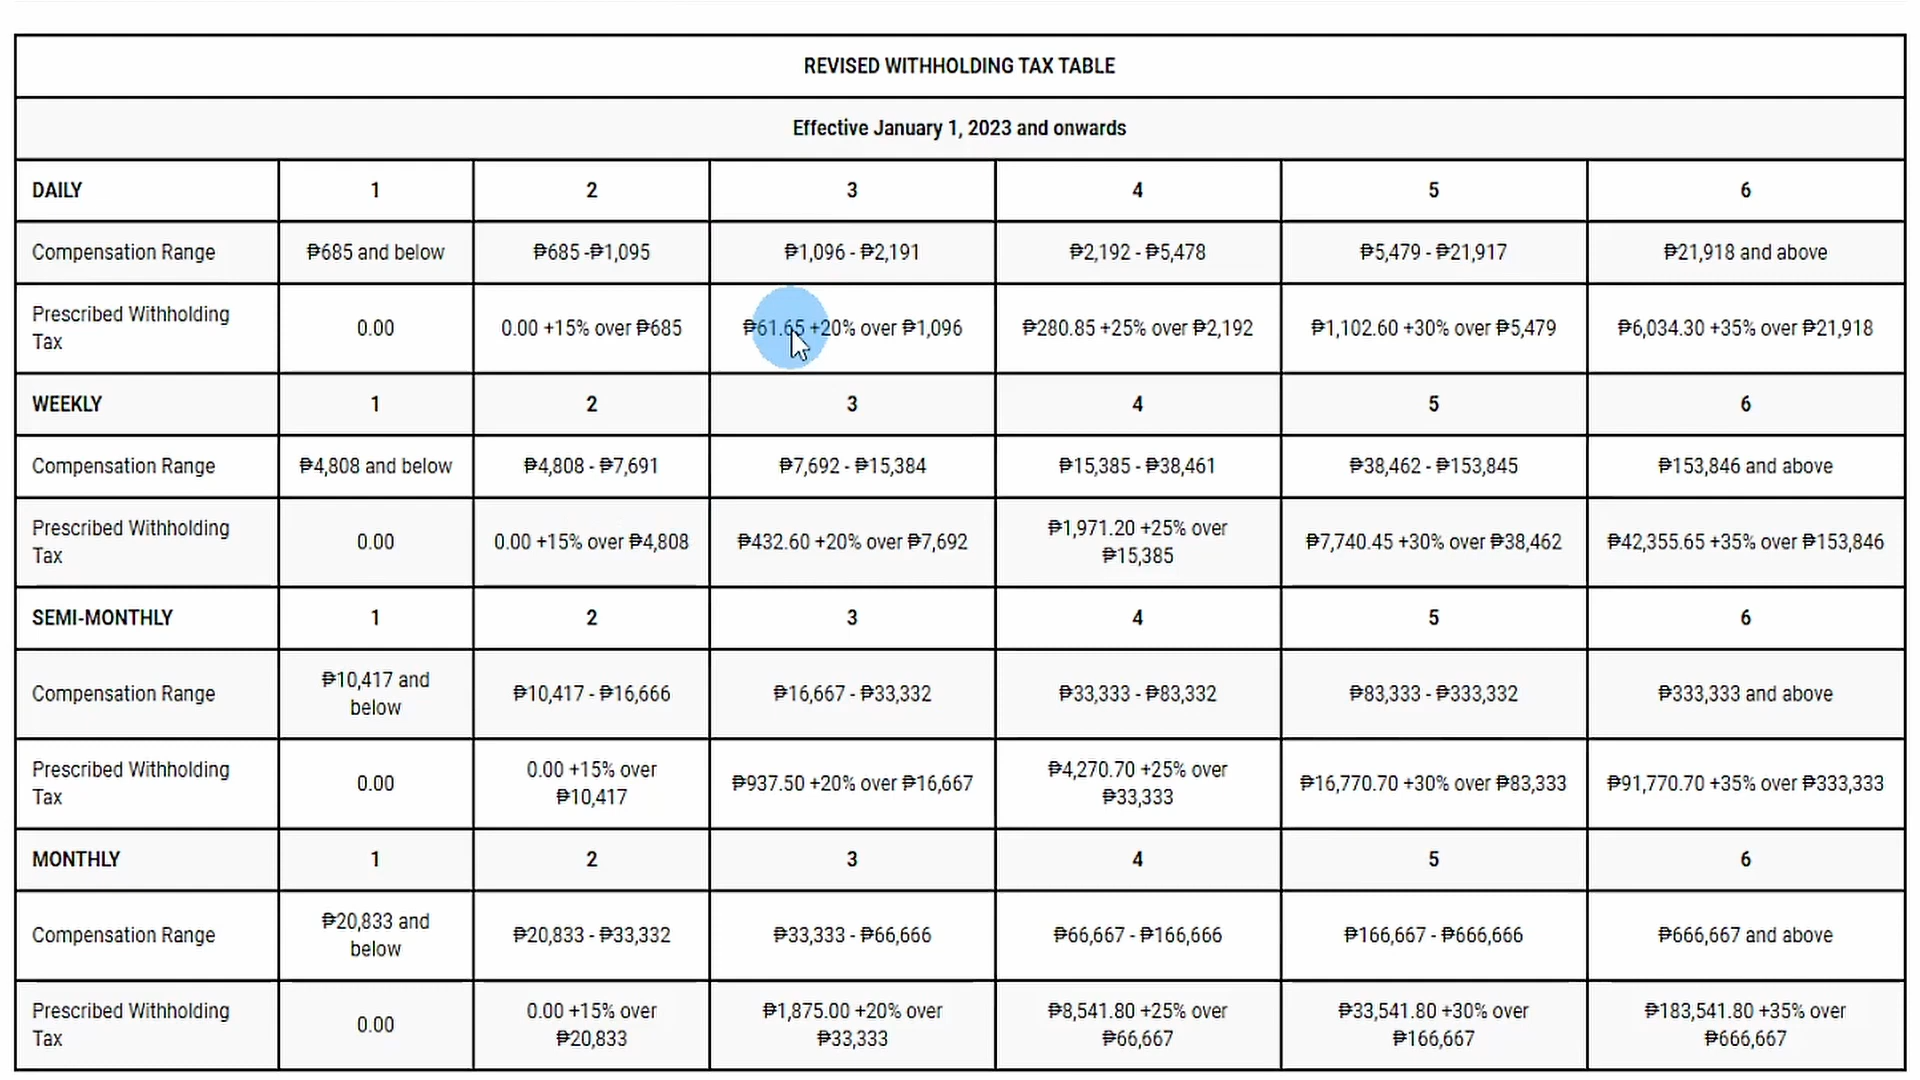 REVISED WITHHOLDING TAX TABLE
Effective January 1, 2023 and onwards
DAILY 1 2 3 4 5 6
Compensation Range ₱685 and below ₱685 -₱1,095 ₱1,096 - ₱2,191 ₱2,192 - ₱5,478 ₱5,479 - ₱21,917 ₱21,918 and above
Prescribed Withholding Tax 0.00 0.00 +15% over ₱685 ₱61.65 +20% over ₱1,096 ₱280.85 +25% over ₱2,192 ₱1,102.60 +30% over ₱5,479 ₱6,034.30 +35% over ₱21,918
WEEKLY 1 2 3 4 5 6
Compensation Range ₱4,808 and below ₱4,808 - ₱7,691 ₱7,692 - ₱15,384 ₱15,385 - ₱38,461 ₱38,462 - ₱153,845 ₱153,846 and above
Prescribed Withholding Tax 0.00 0.00 +15% over ₱4,808 ₱432.60 +20% over ₱7,692 ₱1,971.20 +25% over ₱15,385 ₱7,740.45 +30% over ₱38,462 ₱42,355.65 +35% over ₱153,846
SEMI-MONTHLY 1 2 3 4 5 6
Compensation Range ₱10,417 and below ₱10,417 - ₱16,666 ₱16,667 - ₱33,332 ₱33,333 - ₱83,332 ₱83,333 - ₱333,332 ₱333,333 and above
Prescribed Withholding Tax 0.00 0.00 +15% over ₱10,417 ₱937.50 +20% over ₱16,667 ₱4,270.70 +25% over ₱33,333 ₱16,770.70 +30% over ₱83,333 ₱91,770.70 +35% over ₱333,333
MONTHLY 1 2 3 4 5 6
Compensation Range ₱20,833 and below ₱20,833 - ₱33,332 ₱33,333 - ₱66,666 ₱66,667 - ₱166,666 ₱166,667 - ₱666,666 ₱666,667 and above
Prescribed Withholding Tax 0.00 0.00 +15% over ₱20,833 ₱1,875.00 +20% over ₱33,333 ₱8,541.80 +25% over ₱66,667 ₱33,541.80 +30% over ₱166,667 ₱183,541.80 +35% over ₱666,667